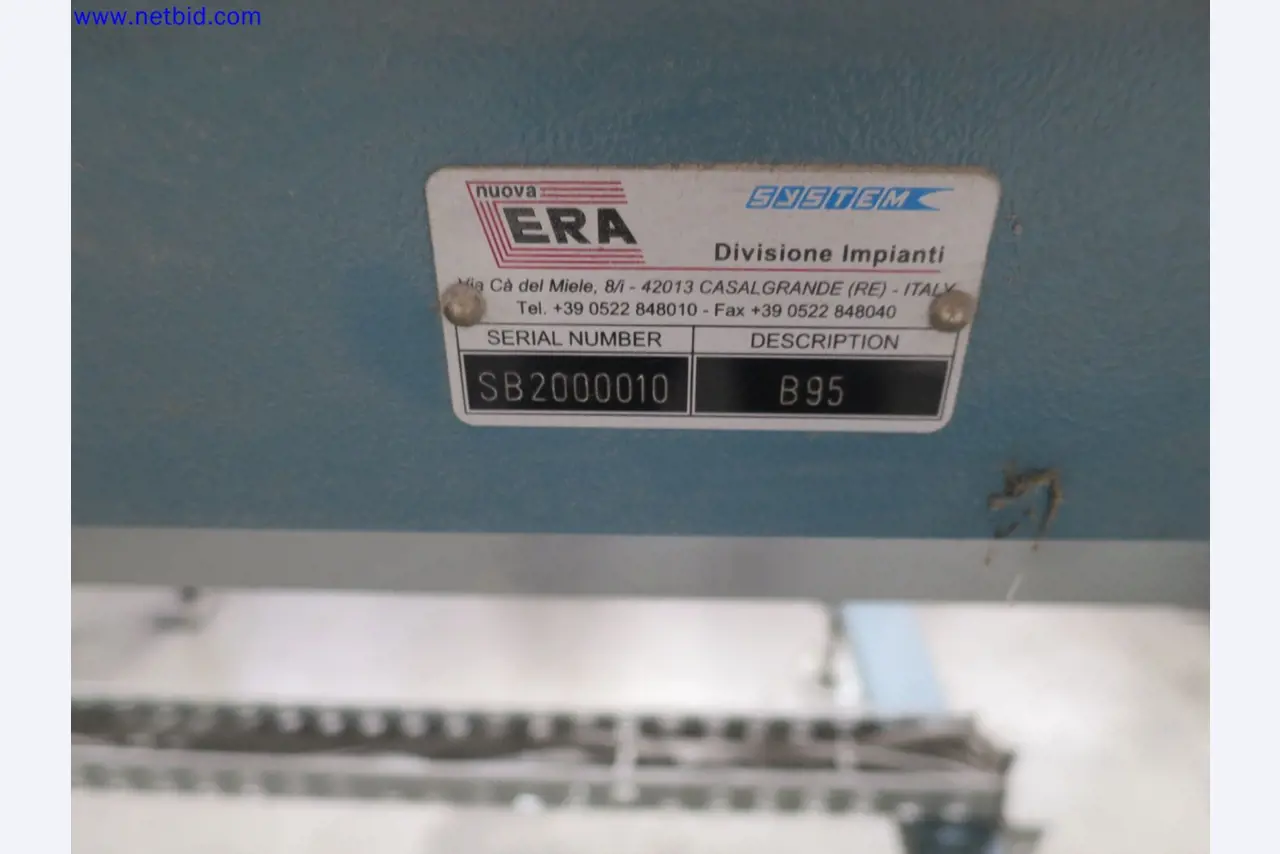 www.netbid.com
nuova
ERA
SYSTEM
Divisione Impianti
Via Cà del Miele, 8/i - 42013 CASALGRANDE (RE) - ITALY
Tel. +39 0522 848010 - Fax +39 0522 848040
SERIAL NUMBER DESCRIPTION
SB2000010 B95